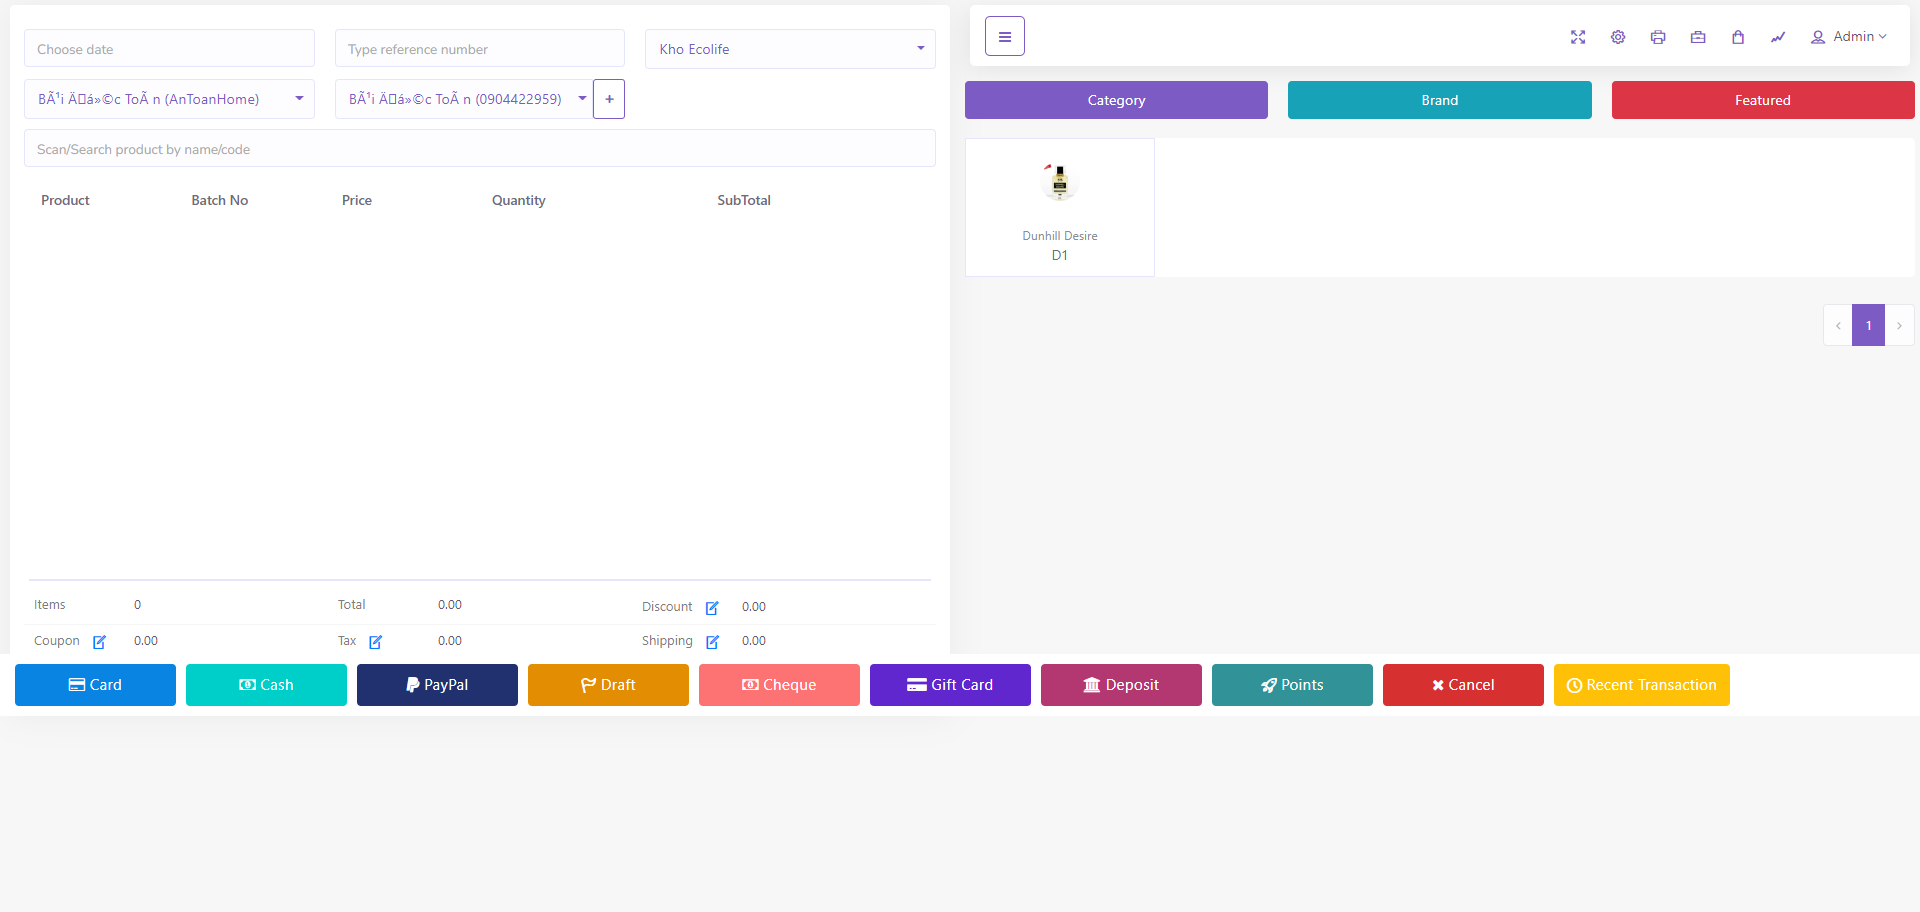 Choose date
Type reference number
Kho Ecolife
BÃ¹i Ä�á»©c ToÃ n (AnToanHome)
BÃ¹i Ä�á»©c ToÃ n (0904422959)
+
Scan/Search product by name/code
Product Batch No Price Quantity SubTotal
Items 0 Total 0.00 Discount 0.00
Coupon 0.00 Tax 0.00 Shipping 0.00
Admin
Category Brand Featured
Dunhill Desire
D1
‹ 1 ›
Card Cash PayPal Draft Cheque Gift Card Deposit Points Cancel Recent Transaction